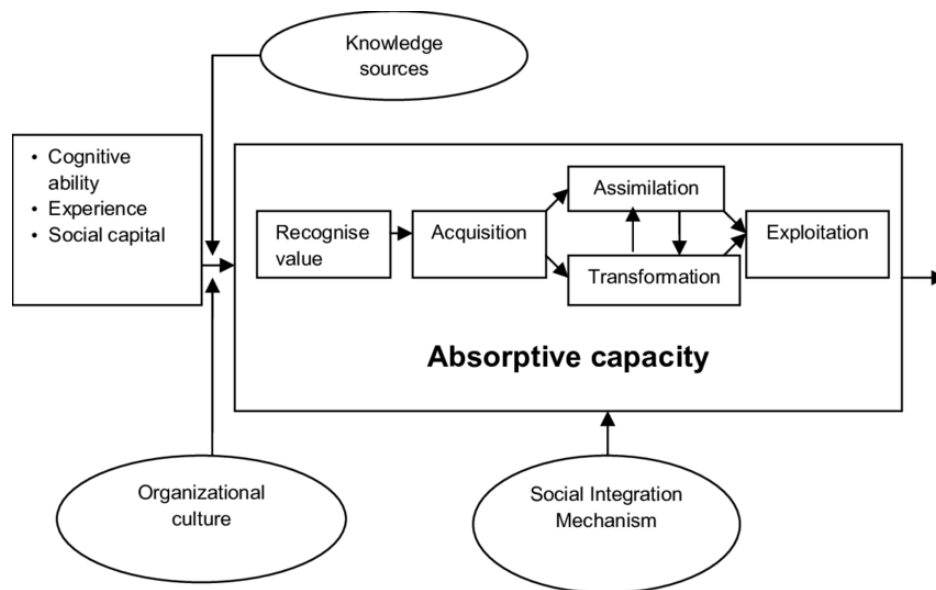 Knowledge
sources
• Cognitive
ability
• Experience
• Social capital
Recognise
value
Acquisition
Assimilation
Transformation
Exploitation
Absorptive capacity
Organizational
culture
Social Integration
Mechanism